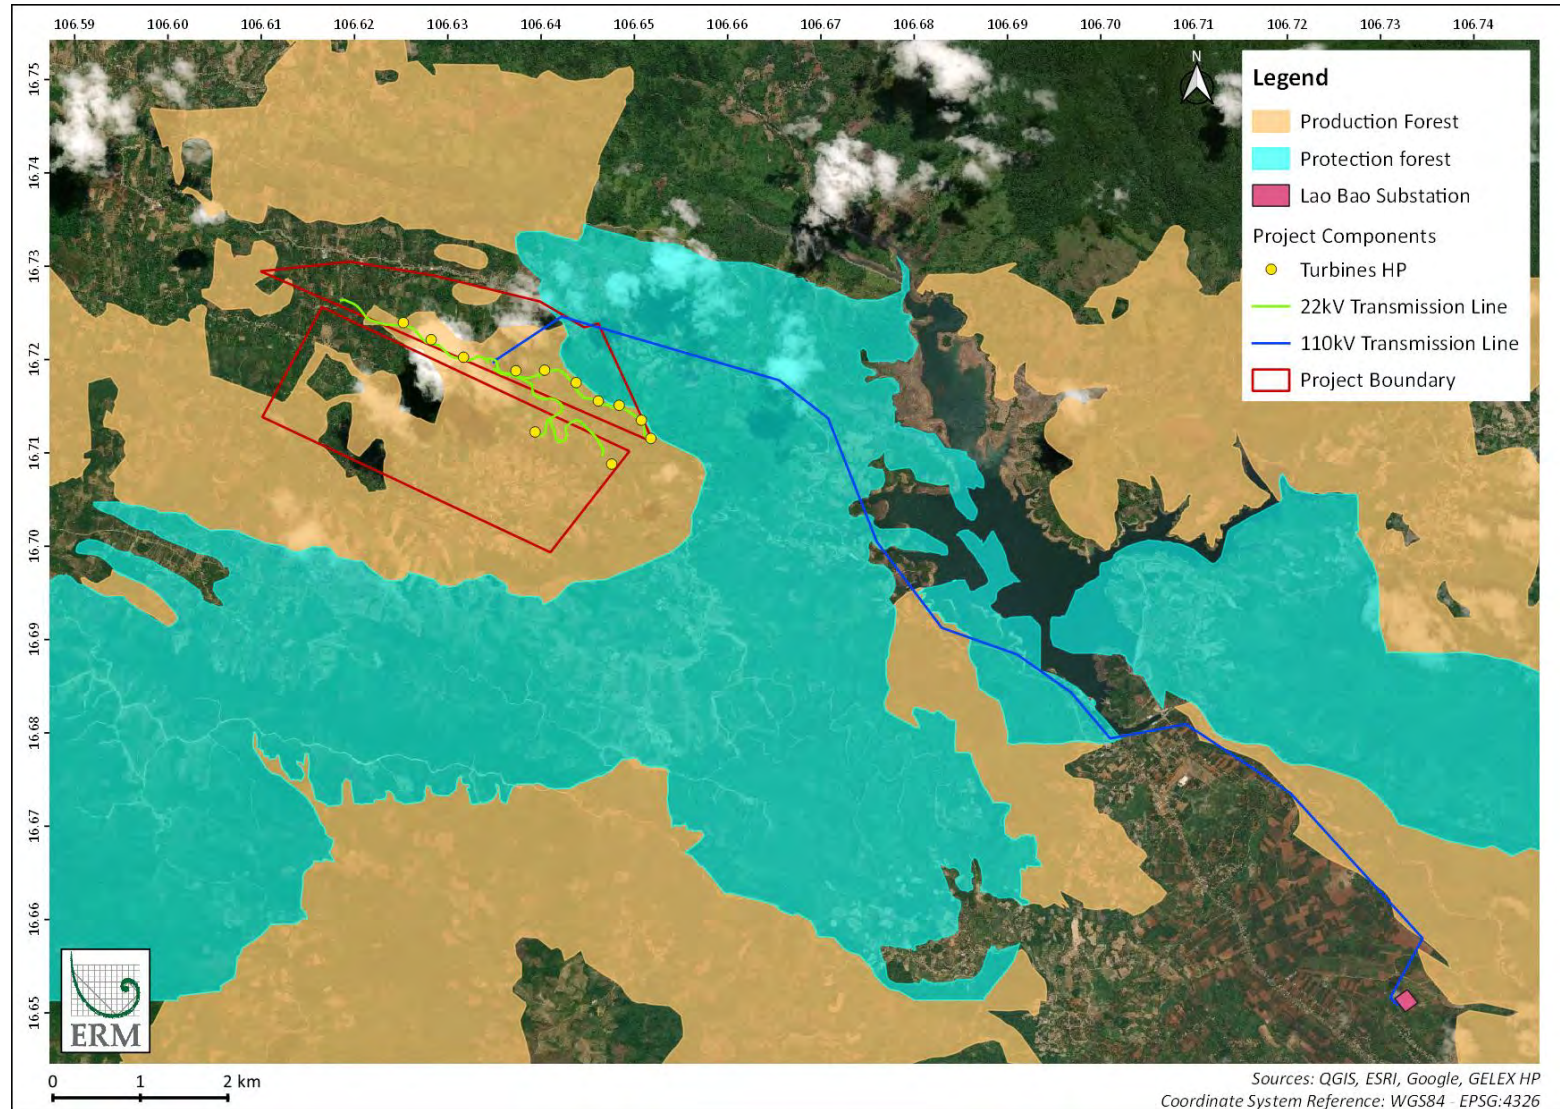 106.59 106.60 106.61 106.62 106.63 106.64 106.65 106.66 106.67 106.68 106.69 106.70 106.71 106.72 106.73 106.74
16.75
16.74
16.73
16.72
16.71
16.70
16.69
16.68
16.67
16.66
16.65
N
Legend
Production Forest
Protection forest
Lao Bao Substation
Project Components
Turbines HP
22kV Transmission Line
110kV Transmission Line
Project Boundary
ERM
0 1 2 km
Sources: QGIS, ESRI, Google, GELEX HP
Coordinate System Reference: WGS84 - EPSG:4326